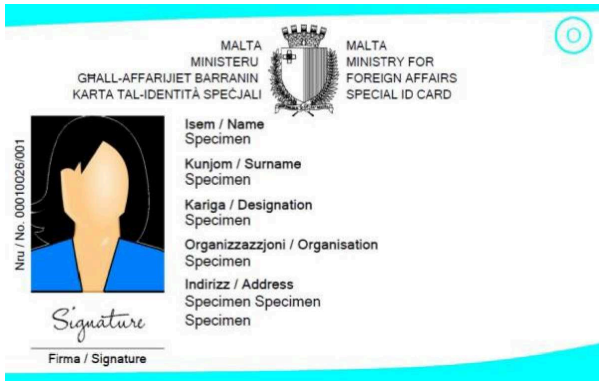 O
MALTA
MINISTERU
GĦALL-AFFARIJIET BARRANIN
KARTA TAL-IDENTITÀ SPEĊJALI
MALTA
MINISTRY FOR
FOREIGN AFFAIRS
SPECIAL ID CARD
Nru / No. 00010026/001
Isem / Name
Specimen
Kunjom / Surname
Specimen
Kariga / Designation
Specimen
Organizzazzjoni / Organisation
Specimen
Indirizz / Address
Specimen Specimen
Specimen
Signature
Firma / Signature